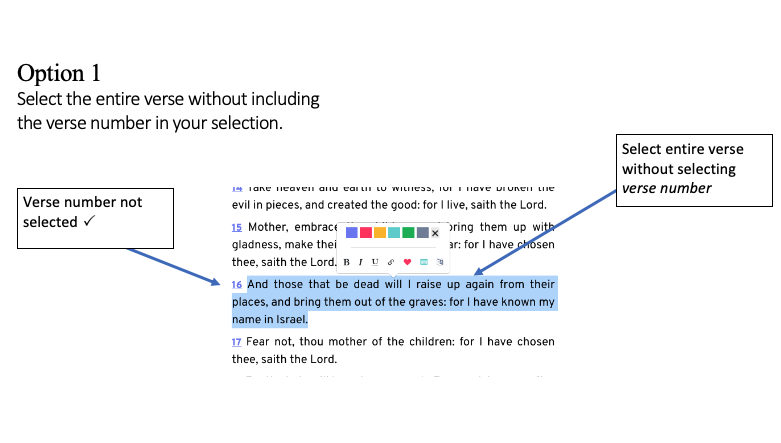 Option 1
Select the entire verse without including
the verse number in your selection.
Select entire verse
without selecting
verse number
Verse number not
selected ✓
14 Take heaven and earth to witness, for I have broken the
evil in pieces, and created the good: for I live, saith the Lord.
15 Mother, embrace bring them up with
gladness, make thei ar: for I have chosen
thee, saith the Lord.
B I U
16 And those that be dead will I raise up again from their
places, and bring them out of the graves: for I have known my
name in Israel.
17 Fear not, thou mother of the children: for I have chosen
thee, saith the Lord.